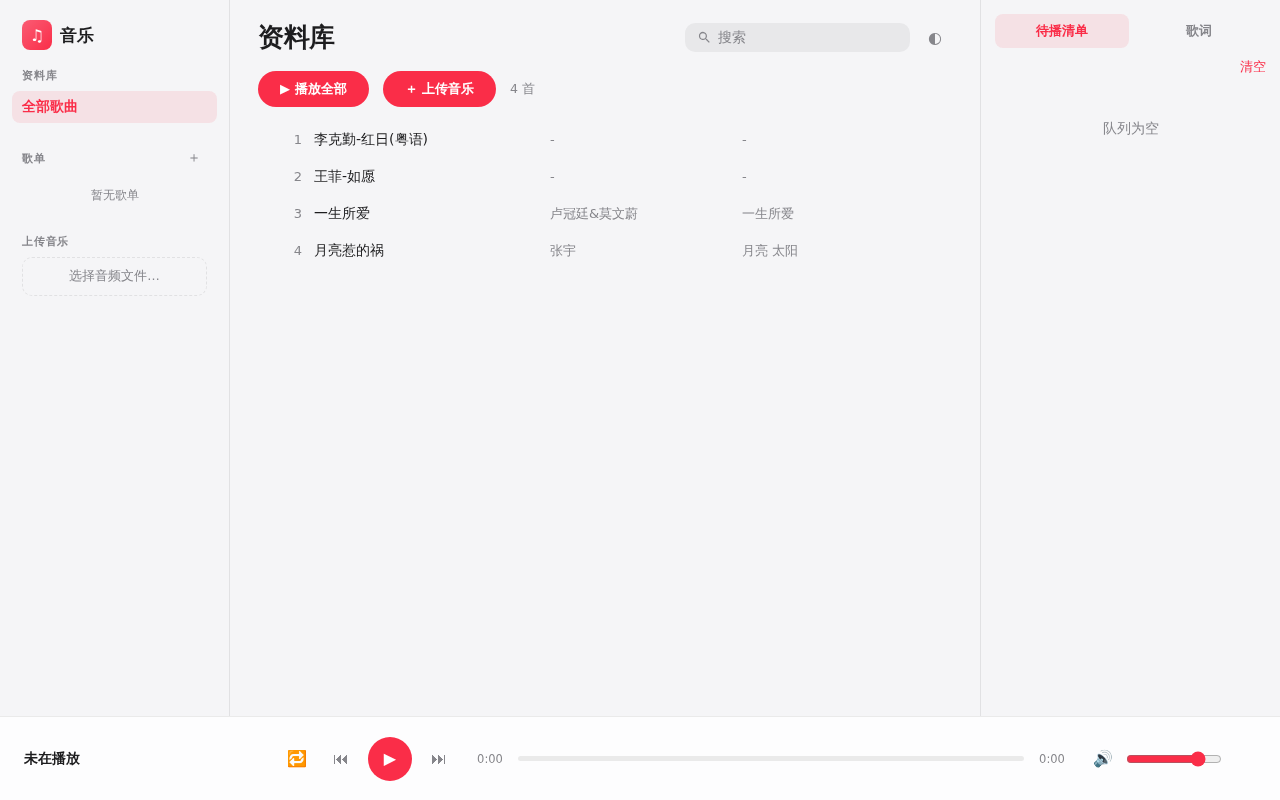 音乐
资料库
全部歌曲
歌单 +
暂无歌单
上传音乐
选择音频文件…
资料库
搜索
▶ 播放全部
+ 上传音乐
4 首
1 李克勤-红日(粤语) - -
2 王菲-如愿 - -
3 一生所爱 卢冠廷&莫文蔚 一生所爱
4 月亮惹的祸 张宇 月亮 太阳
待播清单 歌词
清空
队列为空
未在播放
0:00 0:00